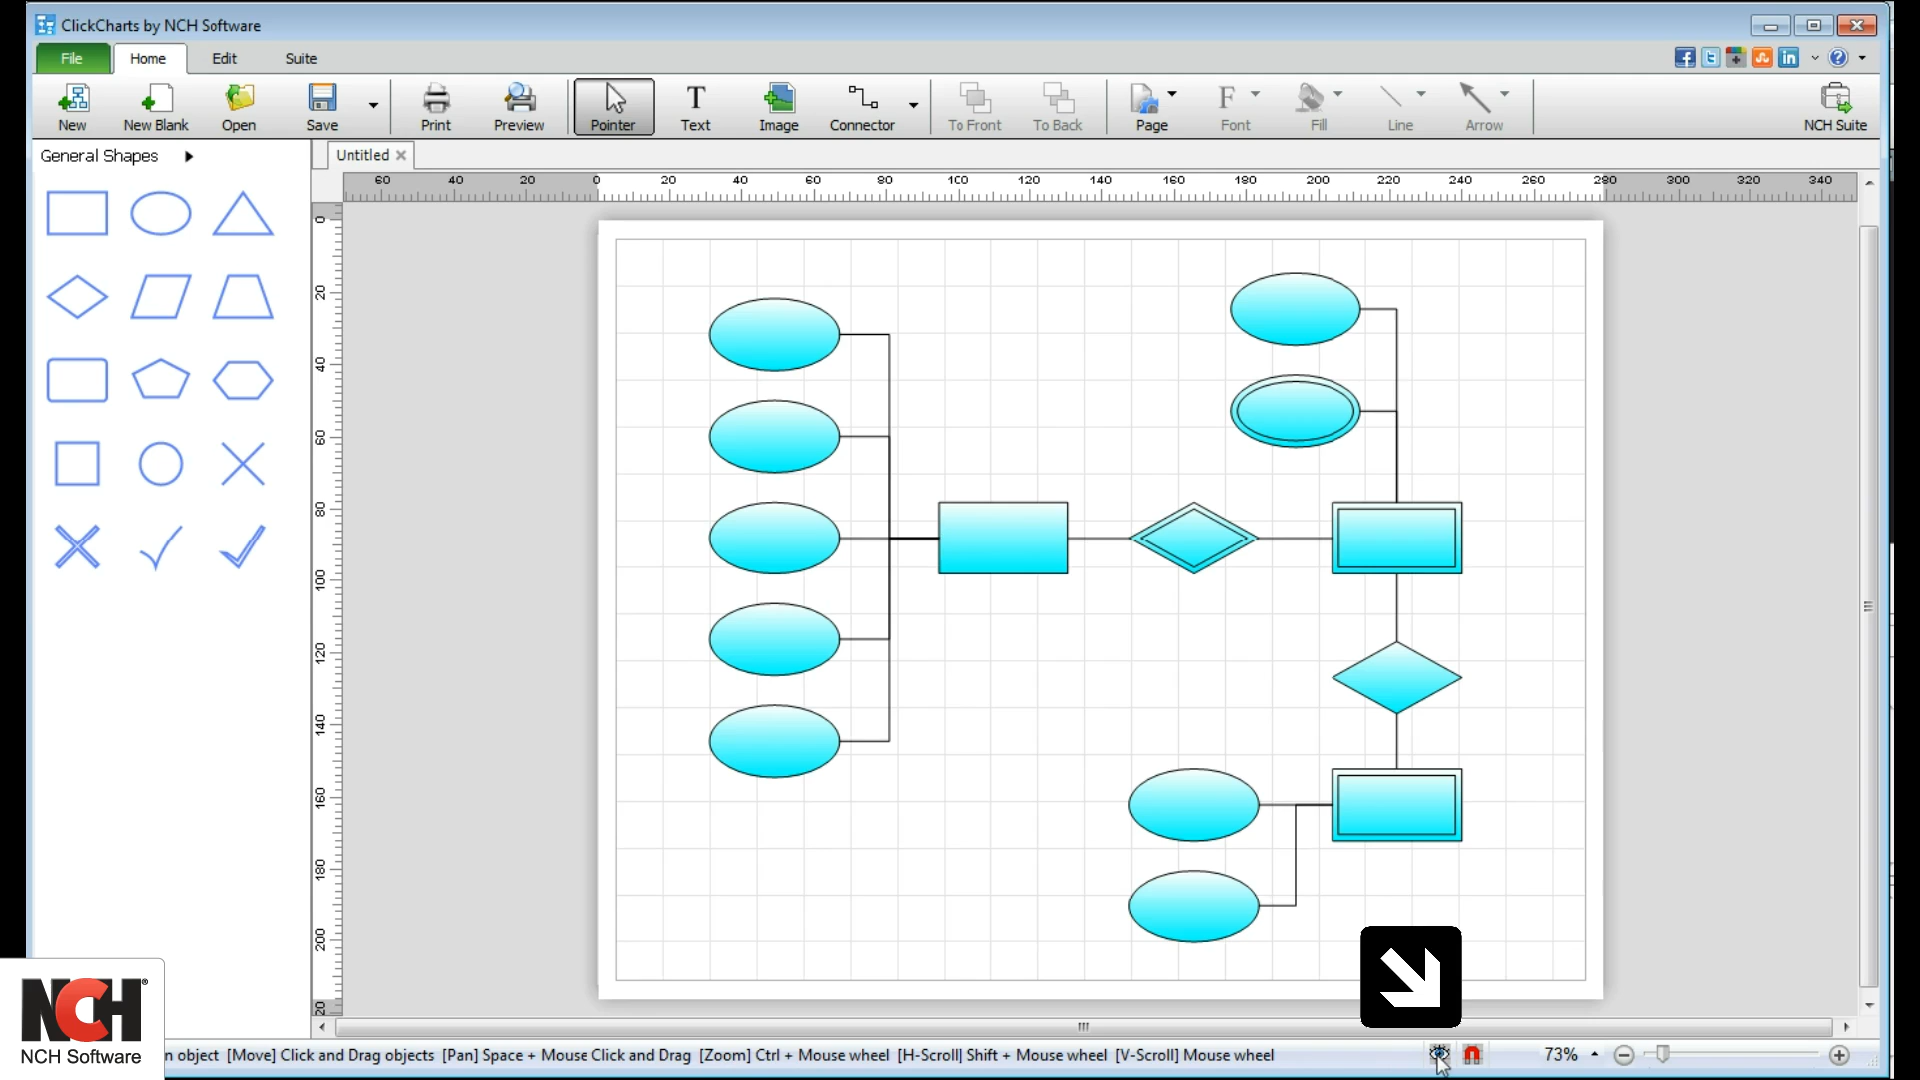 ClickCharts by NCH Software
File Home Edit Suite
New New Blank Open Save Print Preview Pointer Text Image Connector To Front To Back Page Font Fill Line Arrow NCH Suite
General Shapes
Untitled
60 40 20 0 20 40 60 80 100 120 140 160 180 200 220 240 260 280 300 320 340
0
20
40
60
80
100
120
140
160
180
200
20
NCH®
NCH Software
n object [Move] Click and Drag objects [Pan] Space + Mouse Click and Drag [Zoom] Ctrl + Mouse wheel [H-Scroll| Shift + Mouse wheel [V-Scroll] Mouse wheel
73%